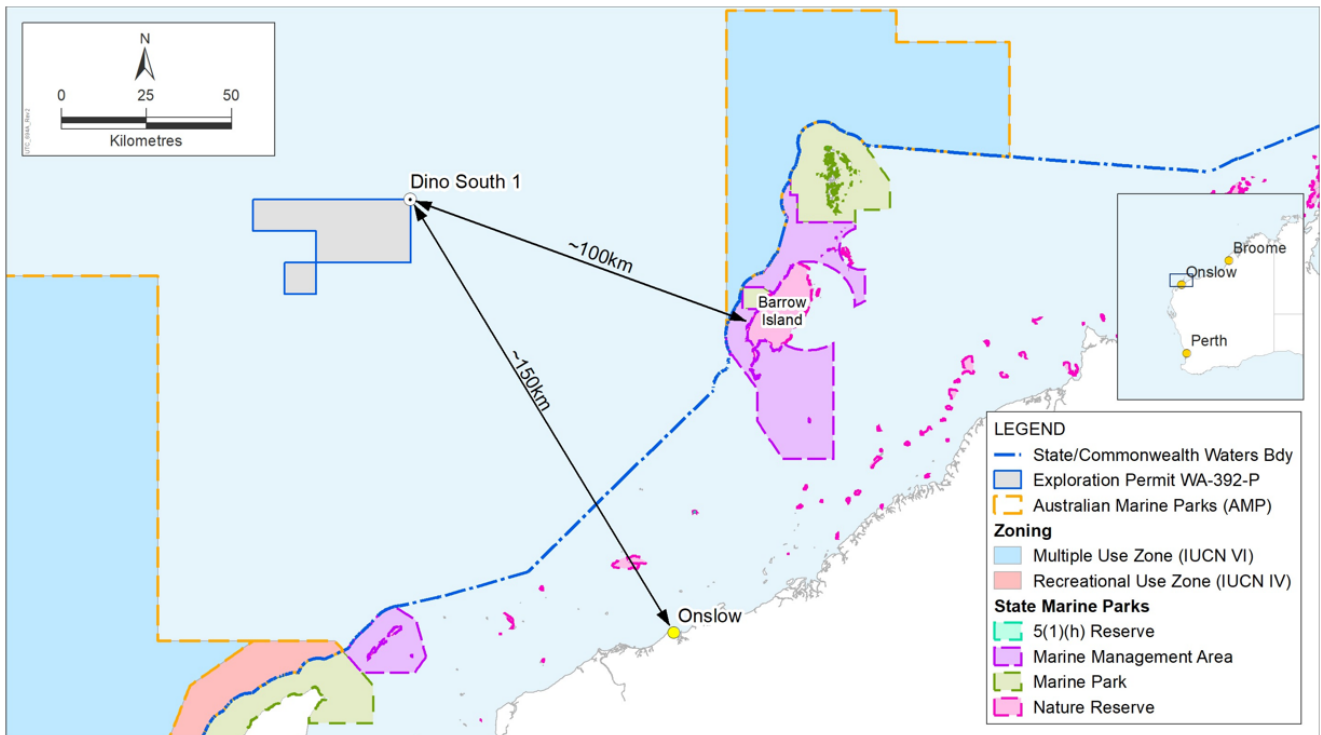 N
0 25 50
Kilometres
UTC_694A_Rev2
Dino South 1
~100km
~150km
Barrow
Island
Onslow
Broome
Onslow
Perth
LEGEND
State/Commonwealth Waters Bdy
Exploration Permit WA-392-P
Australian Marine Parks (AMP)
Zoning
Multiple Use Zone (IUCN VI)
Recreational Use Zone (IUCN IV)
State Marine Parks
5(1)(h) Reserve
Marine Management Area
Marine Park
Nature Reserve